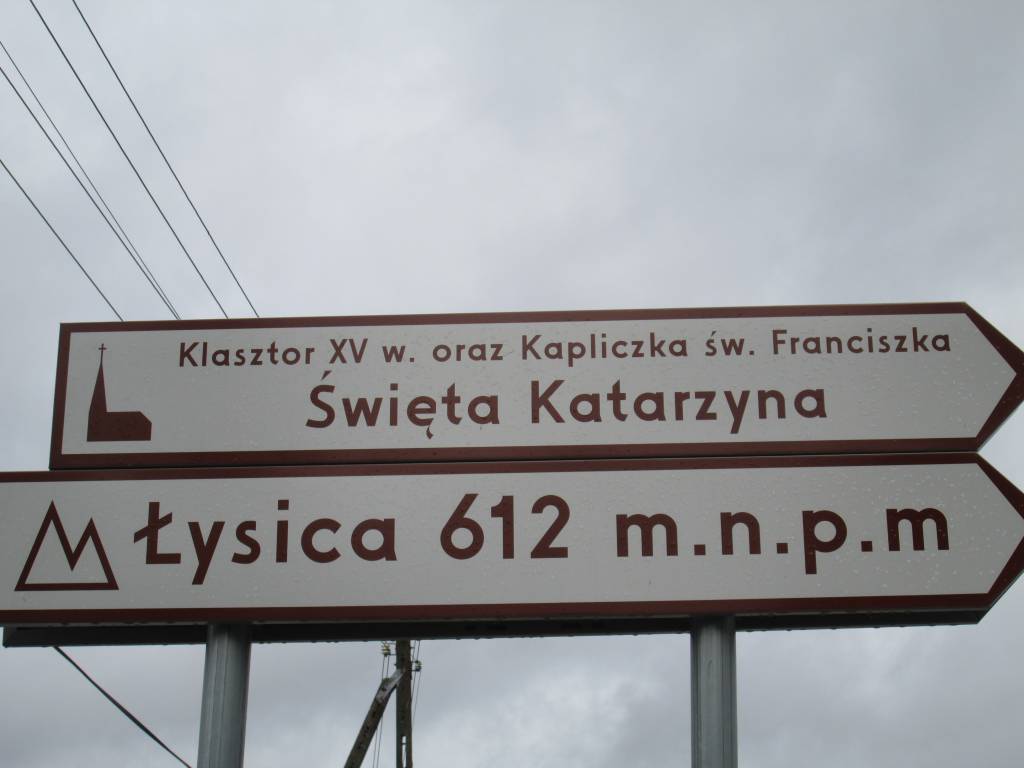 Klasztor XV w. oraz Kapliczka św. Franciszka
Święta Katarzyna
Łysica 612 m.n.p.m